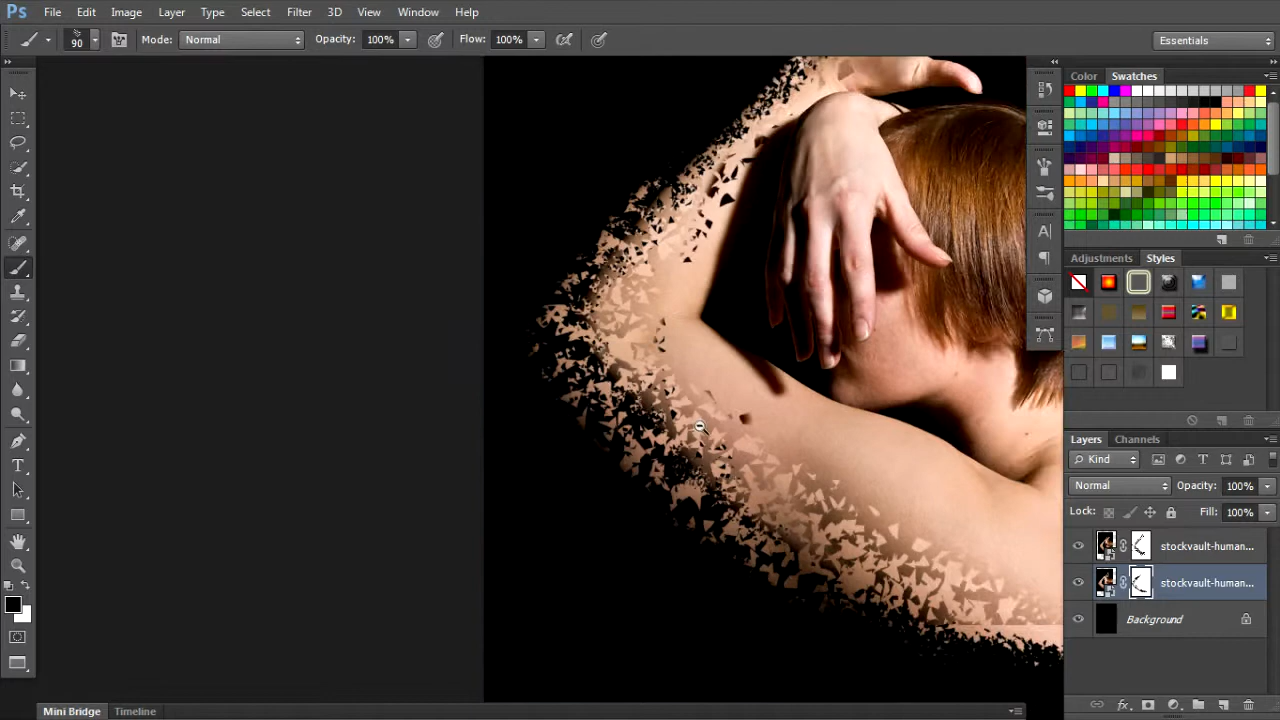 Ps File Edit Image Layer Type Select Filter 3D View Window Help
90 Mode: Normal Opacity: 100% Flow: 100% Essentials
Color Swatches
A|
Adjustments Styles
Layers Channels
Kind
Normal Opacity: 100%
Lock: Fill: 100%
stockvault-human...
stockvault-human...
Background
fx
Mini Bridge Timeline